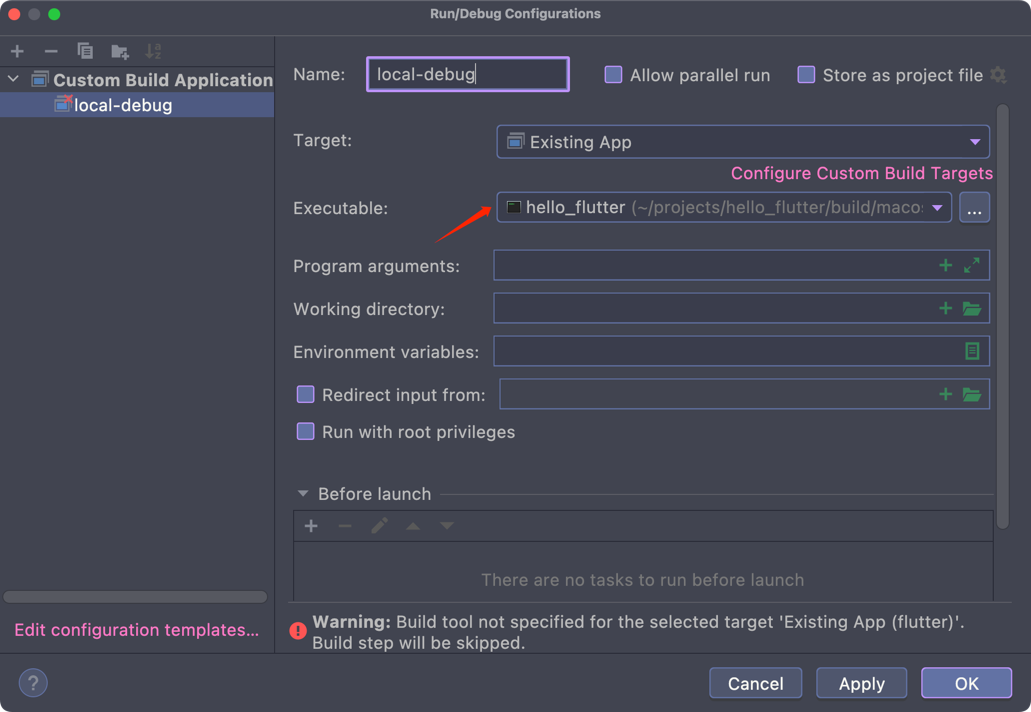 Run/Debug Configurations
Custom Build Application
local-debug
Name: local-debug Allow parallel run Store as project file
Target: Existing App
Configure Custom Build Targets
Executable: hello_flutter (~/projects/hello_flutter/build/maco ...
Program arguments:
Working directory:
Environment variables:
Redirect input from:
Run with root privileges
Before launch
There are no tasks to run before launch
Edit configuration templates...
Warning: Build tool not specified for the selected target 'Existing App (flutter)'.
Build step will be skipped.
? Cancel Apply OK